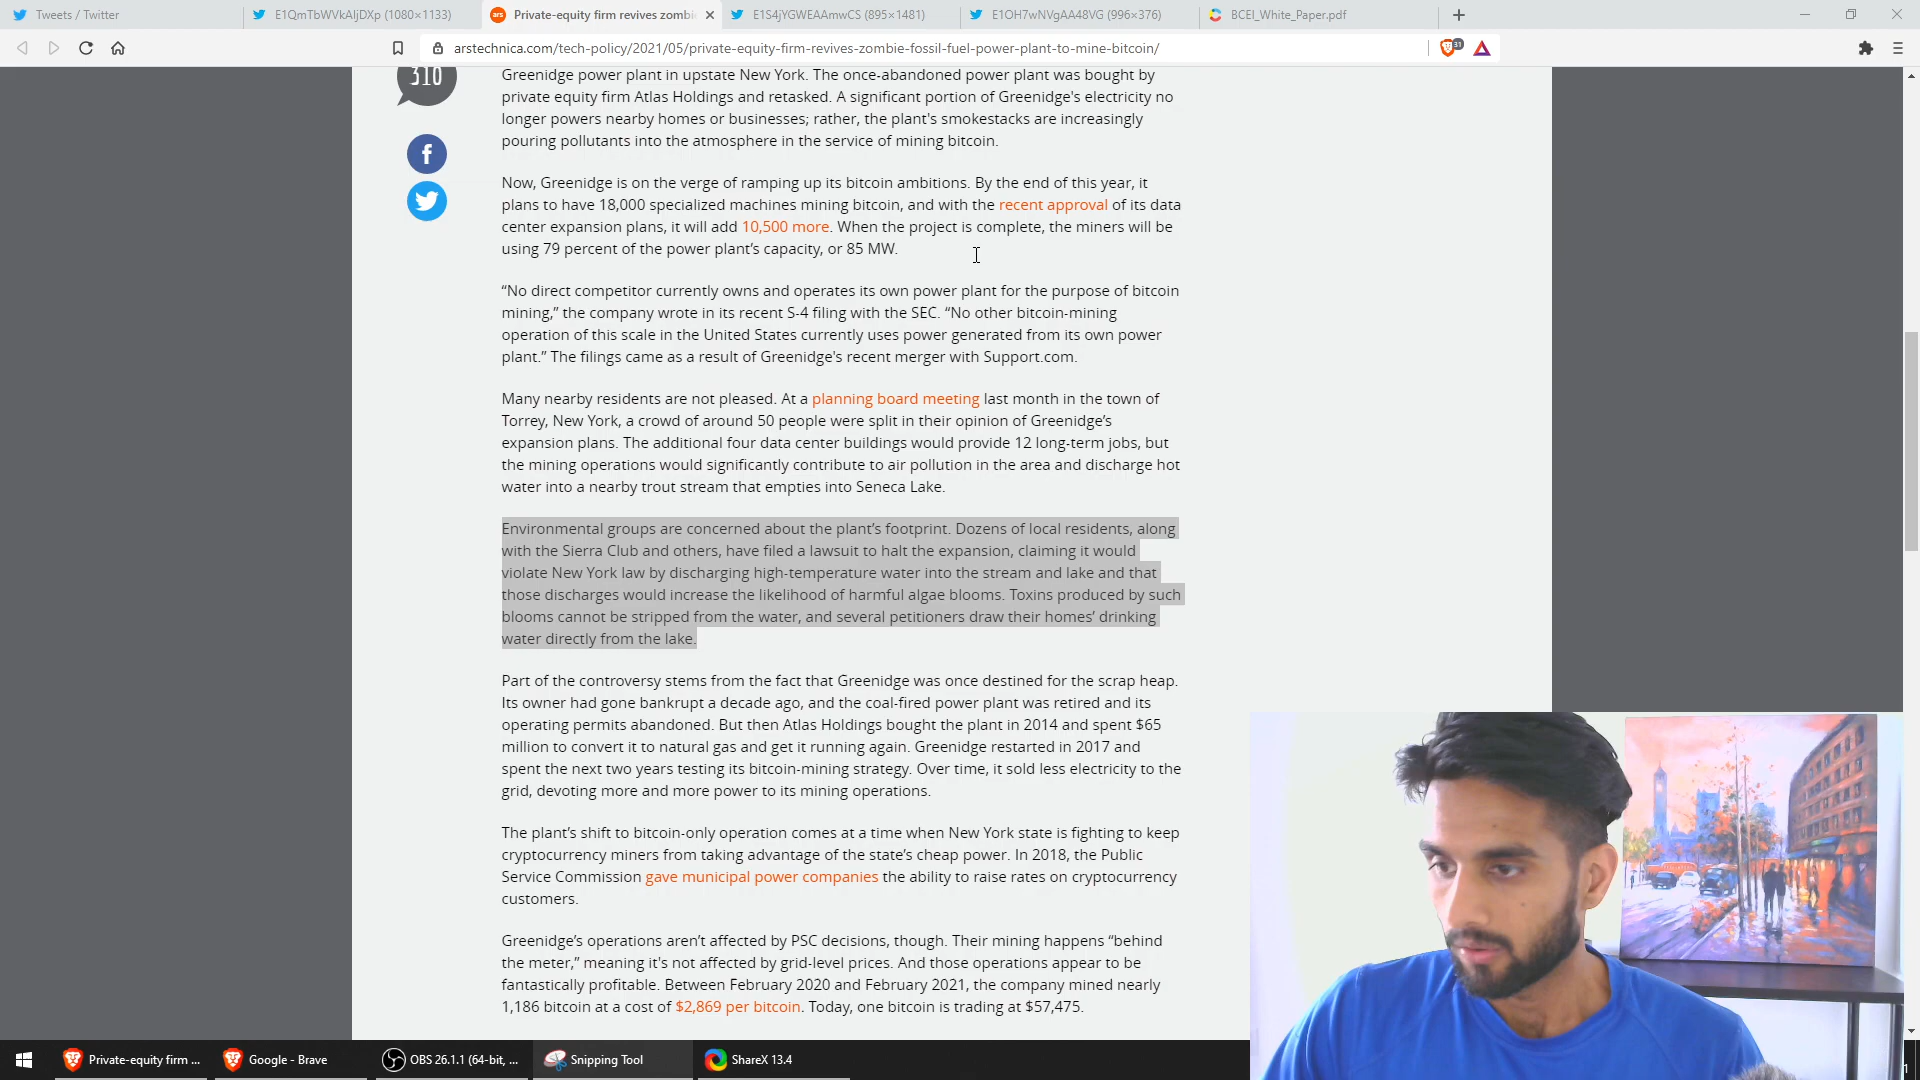 Tweets / Twitter
E1QmTbWVkAIjDXp (1080×1133)
ars
Private-equity firm revives zombi
E1S4jYGWEAAmwCS (895×1481)
E1OH7wNVgAA48VG (996×376)
BCEI_White_Paper.pdf
arstechnica.com/tech-policy/2021/05/private-equity-firm-revives-zombie-fossil-fuel-power-plant-to-mine-bitcoin/
31
310
Greenidge power plant in upstate New York. The once-abandoned power plant was bought by
private equity firm Atlas Holdings and retasked. A significant portion of Greenidge's electricity no
longer powers nearby homes or businesses; rather, the plant's smokestacks are increasingly
pouring pollutants into the atmosphere in the service of mining bitcoin.
Now, Greenidge is on the verge of ramping up its bitcoin ambitions. By the end of this year, it
plans to have 18,000 specialized machines mining bitcoin, and with the recent approval of its data
center expansion plans, it will add 10,500 more. When the project is complete, the miners will be
using 79 percent of the power plant’s capacity, or 85 MW.
“No direct competitor currently owns and operates its own power plant for the purpose of bitcoin
mining,” the company wrote in its recent S-4 filing with the SEC. “No other bitcoin-mining
operation of this scale in the United States currently uses power generated from its own power
plant.” The filings came as a result of Greenidge's recent merger with Support.com.
Many nearby residents are not pleased. At a planning board meeting last month in the town of
Torrey, New York, a crowd of around 50 people were split in their opinion of Greenidge’s
expansion plans. The additional four data center buildings would provide 12 long-term jobs, but
the mining operations would significantly contribute to air pollution in the area and discharge hot
water into a nearby trout stream that empties into Seneca Lake.
Environmental groups are concerned about the plant’s footprint. Dozens of local residents, along
with the Sierra Club and others, have filed a lawsuit to halt the expansion, claiming it would
violate New York law by discharging high-temperature water into the stream and lake and that
those discharges would increase the likelihood of harmful algae blooms. Toxins produced by such
blooms cannot be stripped from the water, and several petitioners draw their homes’ drinking
water directly from the lake.
Part of the controversy stems from the fact that Greenidge was once destined for the scrap heap.
Its owner had gone bankrupt a decade ago, and the coal-fired power plant was retired and its
operating permits abandoned. But then Atlas Holdings bought the plant in 2014 and spent $65
million to convert it to natural gas and get it running again. Greenidge restarted in 2017 and
spent the next two years testing its bitcoin-mining strategy. Over time, it sold less electricity to the
grid, devoting more and more power to its mining operations.
The plant’s shift to bitcoin-only operation comes at a time when New York state is fighting to keep
cryptocurrency miners from taking advantage of the state’s cheap power. In 2018, the Public
Service Commission gave municipal power companies the ability to raise rates on cryptocurrency
customers.
Greenidge’s operations aren’t affected by PSC decisions, though. Their mining happens “behind
the meter,” meaning it's not affected by grid-level prices. And those operations appear to be
fantastically profitable. Between February 2020 and February 2021, the company mined nearly
1,186 bitcoin at a cost of $2,869 per bitcoin. Today, one bitcoin is trading at $57,475.
Private-equity firm ...
Google - Brave
OBS 26.1.1 (64-bit, ...
Snipping Tool
ShareX 13.4